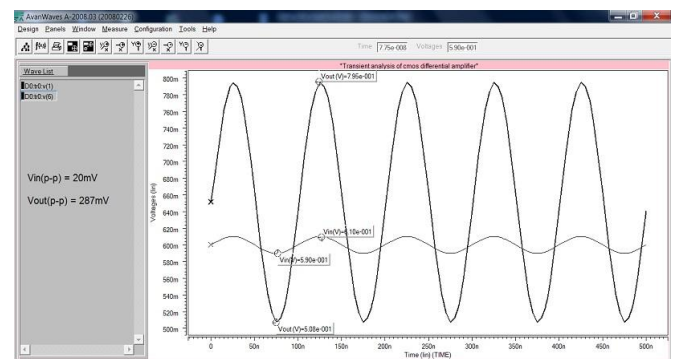 AvanWaves A-2008.03 (20080226)
Design Panels Window Measure Configuration Tools Help
Time 7.75e-008 Voltages 5.90e-001
Wave List
D0:tr0:v(1)
D0:tr0:v(6)
Vin(p-p) = 20mV
Vout(p-p) = 287mV
"Transient analysis of cmos differential amplifier"
Voltages (lin)
800m
780m
760m
740m
720m
700m
680m
660m
640m
620m
600m
580m
560m
540m
520m
500m
Vout (V)=7.95e-001
Vin(V)=6.10e-001
Vin(V)=5.90e-001
Vout (V)=5.08e-001
0 50n 100n 150n 200n 250n 300n 350n 400n 450n 500n
Time (lin) (TIME)